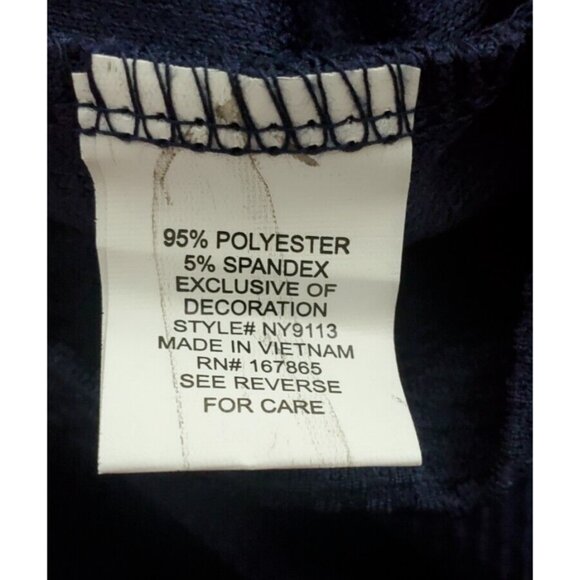 95% POLYESTER
5% SPANDEX
EXCLUSIVE OF
DECORATION
STYLE# NY9113
MADE IN VIETNAM
RN# 167865
SEE REVERSE
FOR CARE